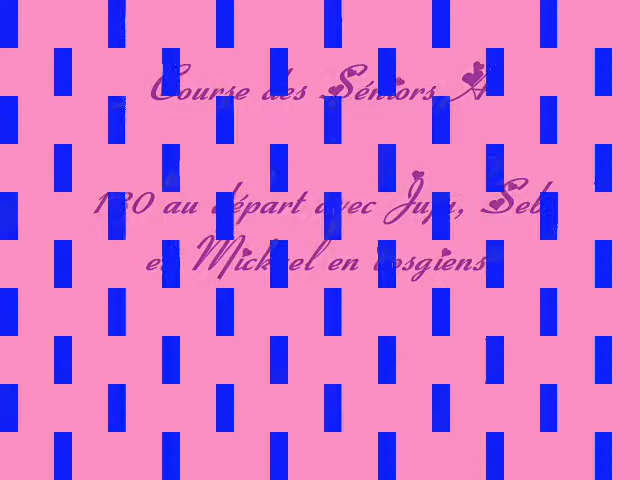 Course des Séniors A
130 au départ avec Juju, Seb
et Mickael en vosgiens